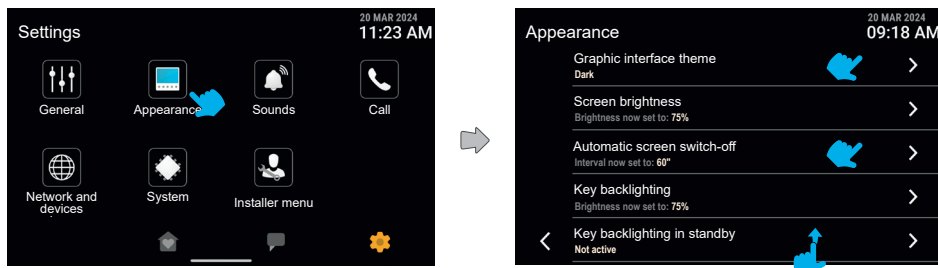 Settings
20 MAR 2024
11:23 AM
General
Appearance
Sounds
Call
Network and
devices
System
Installer menu
Appearance
20 MAR 2024
09:18 AM
Graphic interface theme
Dark
Screen brightness
Brightness now set to: 75%
Automatic screen switch-off
Interval now set to: 60"
Key backlighting
Brightness now set to: 75%
Key backlighting in standby
Not active